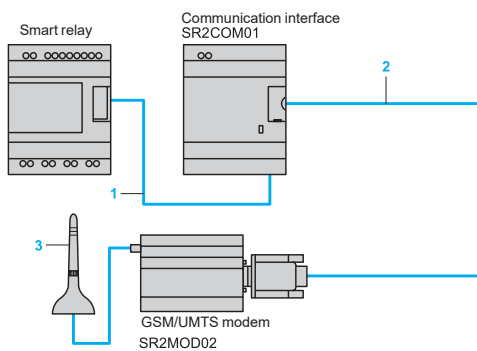 Communication interface
SR2COM01
Smart relay
2
1
3
GSM/UMTS modem
SR2MOD02